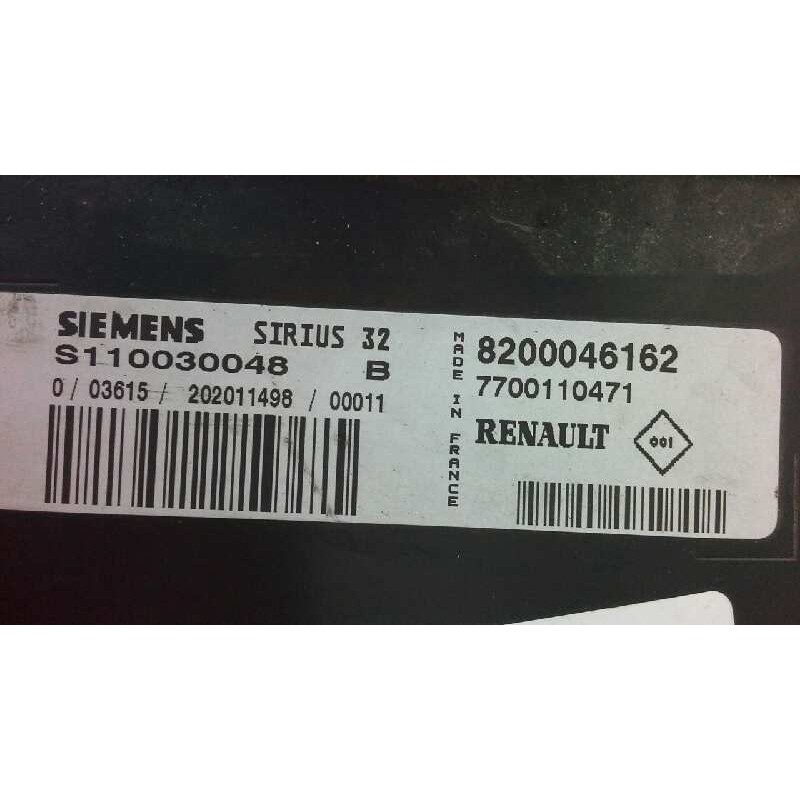 SIEMENS SIRIUS 32
S110030048 B
0 / 03615 / 202011498 / 00011
MADE IN FRANCE
8200046162
7700110471
RENAULT 001